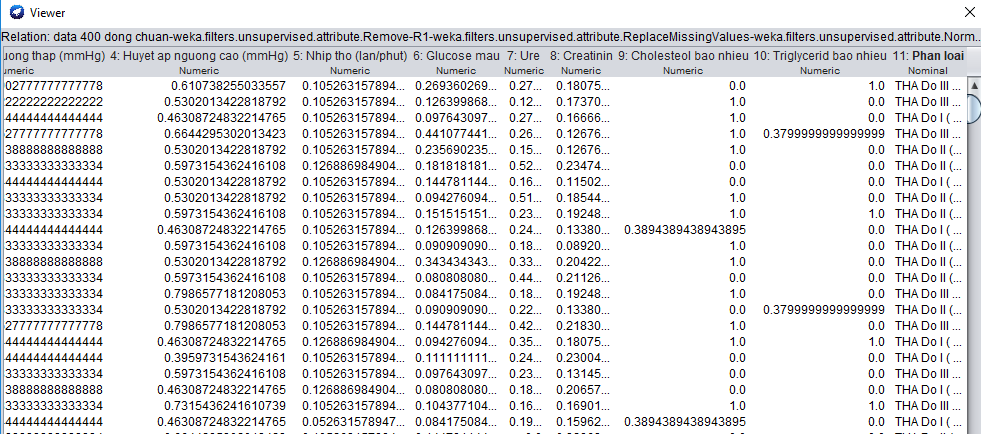 Viewer
Relation: data 400 dong chuan-weka.filters.unsupervised.attribute.Remove-R1-weka.filters.unsupervised.attribute.ReplaceMissingValues-weka.filters.unsupervised.attribute.Norm...
uong thap (mmHg) 4: Huyet ap nguong cao (mmHg) 5: Nhip tho (lan/phut) 6: Glucose mau 7: Ure 8: Creatinin 9: Cholesteol bao nhieu 10: Triglycerid bao nhieu 11: Phan loai
umeric Numeric Numeric Numeric Numeric Numeric Numeric Numeric Nominal
02777777777778 0.610738255033557 0.105263157894... 0.269360269... 0.27... 0.18075... 0.0 1.0 THA Do III ...
22222222222222 0.5302013422818792 0.105263157894... 0.126399868... 0.12... 0.17370... 1.0 0.0 THA Do III ...
44444444444444 0.46308724832214765 0.105263157894... 0.097643097... 0.27... 0.16666... 1.0 0.0 THA Do I ( ...
27777777777778 0.6644295302013423 0.105263157894... 0.441077441... 0.26... 0.12676... 1.0 0.3799999999999999 THA Do III ...
38888888888888 0.5302013422818792 0.105263157894... 0.235690235... 0.15... 0.12676... 1.0 0.0 THA Do II (...
33333333333334 0.5973154362416108 0.126886984904... 0.181818181... 0.52... 0.23474... 0.0 0.0 THA Do II (...
44444444444444 0.5302013422818792 0.105263157894... 0.144781144... 0.16... 0.11502... 0.0 0.0 THA Do I ( ...
33333333333334 0.5302013422818792 0.105263157894... 0.094276094... 0.51... 0.18544... 1.0 0.0 THA Do II (...
33333333333334 0.5973154362416108 0.105263157894... 0.151515151... 0.23... 0.19248... 1.0 1.0 THA Do II (...
44444444444444 0.46308724832214765 0.105263157894... 0.126399868... 0.24... 0.13380... 0.3894389438943895 0.0 THA Do I ( ...
33333333333334 0.5973154362416108 0.105263157894... 0.090909090... 0.18... 0.08920... 1.0 0.0 THA Do II (...
38888888888888 0.5302013422818792 0.126886984904... 0.343434343... 0.33... 0.20422... 1.0 0.0 THA Do II (...
33333333333334 0.5973154362416108 0.105263157894... 0.080808080... 0.44... 0.21126... 0.0 0.0 THA Do II (...
33333333333334 0.7986577181208053 0.105263157894... 0.084175084... 0.18... 0.19248... 1.0 0.0 THA Do III ...
33333333333334 0.5302013422818792 0.105263157894... 0.090909090... 0.22... 0.13380... 0.0 0.3799999999999999 THA Do II (...
02777777777778 0.7986577181208053 0.105263157894... 0.144781144... 0.42... 0.21830... 1.0 0.0 THA Do III ...
44444444444444 0.46308724832214765 0.126886984904... 0.094276094... 0.35... 0.18075... 1.0 1.0 THA Do I ( ...
44444444444444 0.3959731543624161 0.105263157894... 0.111111111... 0.24... 0.23004... 0.0 0.0 THA Do I ( ...
27777777777778 0.5973154362416108 0.105263157894... 0.097643097... 0.23... 0.13145... 0.0 0.0 THA Do III ...
38888888888888 0.46308724832214765 0.126886984904... 0.080808080... 0.18... 0.20657... 0.0 0.0 THA Do II (...
33333333333334 0.7315436241610739 0.105263157894... 0.104377104... 0.16... 0.16901... 1.0 1.0 THA Do III ...
44444444444444 0.46308724832214765 0.052631578947... 0.084175084... 0.19... 0.15962... 0.3894389438943895 0.0 THA Do I ( ...